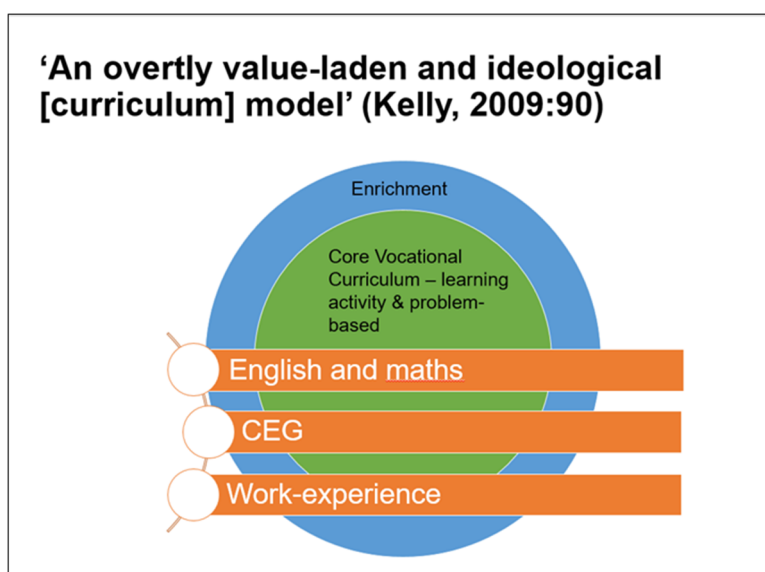 ‘An overtly value-laden and ideological
[curriculum] model’ (Kelly, 2009:90)
Enrichment
Core Vocational
Curriculum – learning
activity & problem-
based
English and maths
CEG
Work-experience